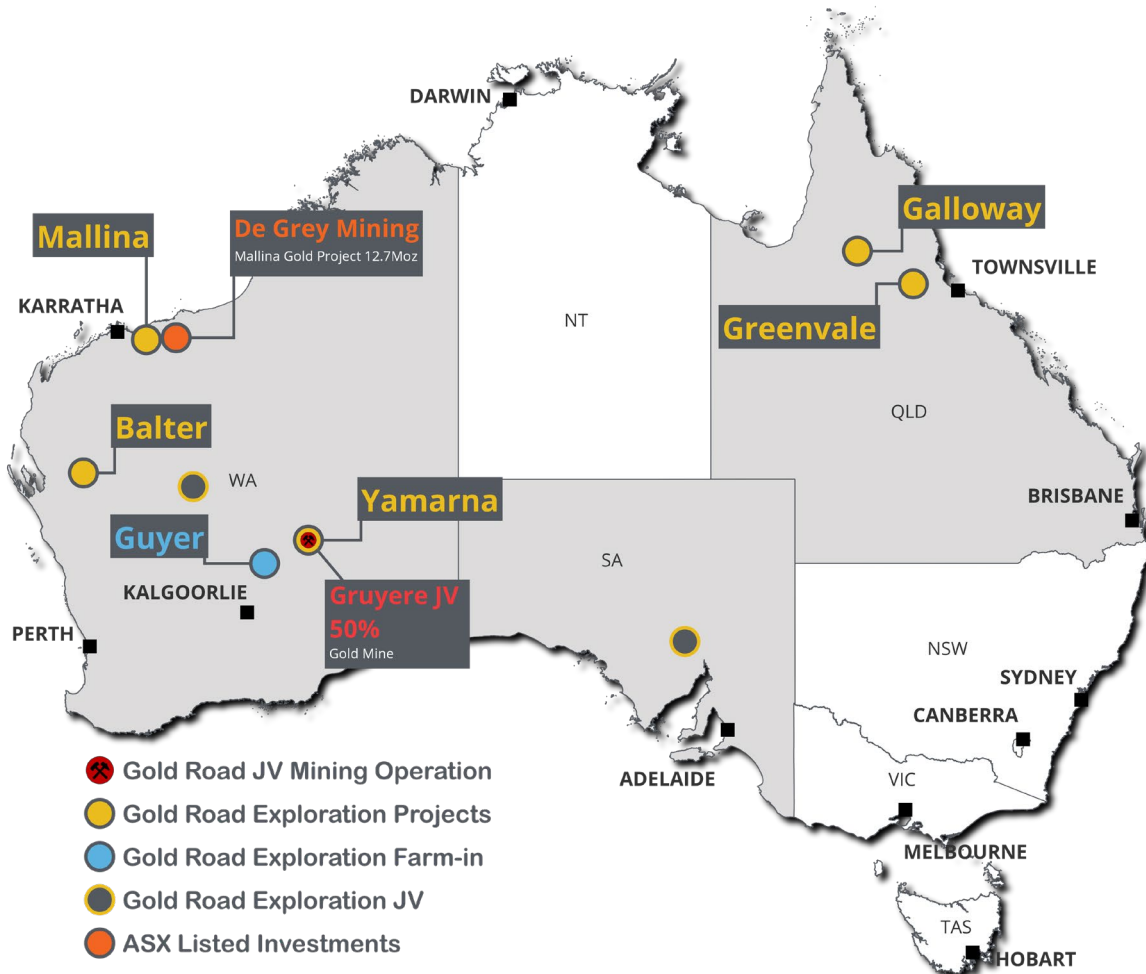 DARWIN
Galloway
De Grey Mining
Mallina Gold Project 12.7Moz
Mallina
TOWNSVILLE
KARRATHA
Greenvale
NT
QLD
Balter
WA
Yamarna
BRISBANE
Guyer
SA
KALGOORLIE
Gruyere JV
50%
Gold Mine
PERTH
NSW
SYDNEY
CANBERRA
ADELAIDE
VIC
MELBOURNE
TAS
HOBART
Gold Road JV Mining Operation
Gold Road Exploration Projects
Gold Road Exploration Farm-in
Gold Road Exploration JV
ASX Listed Investments